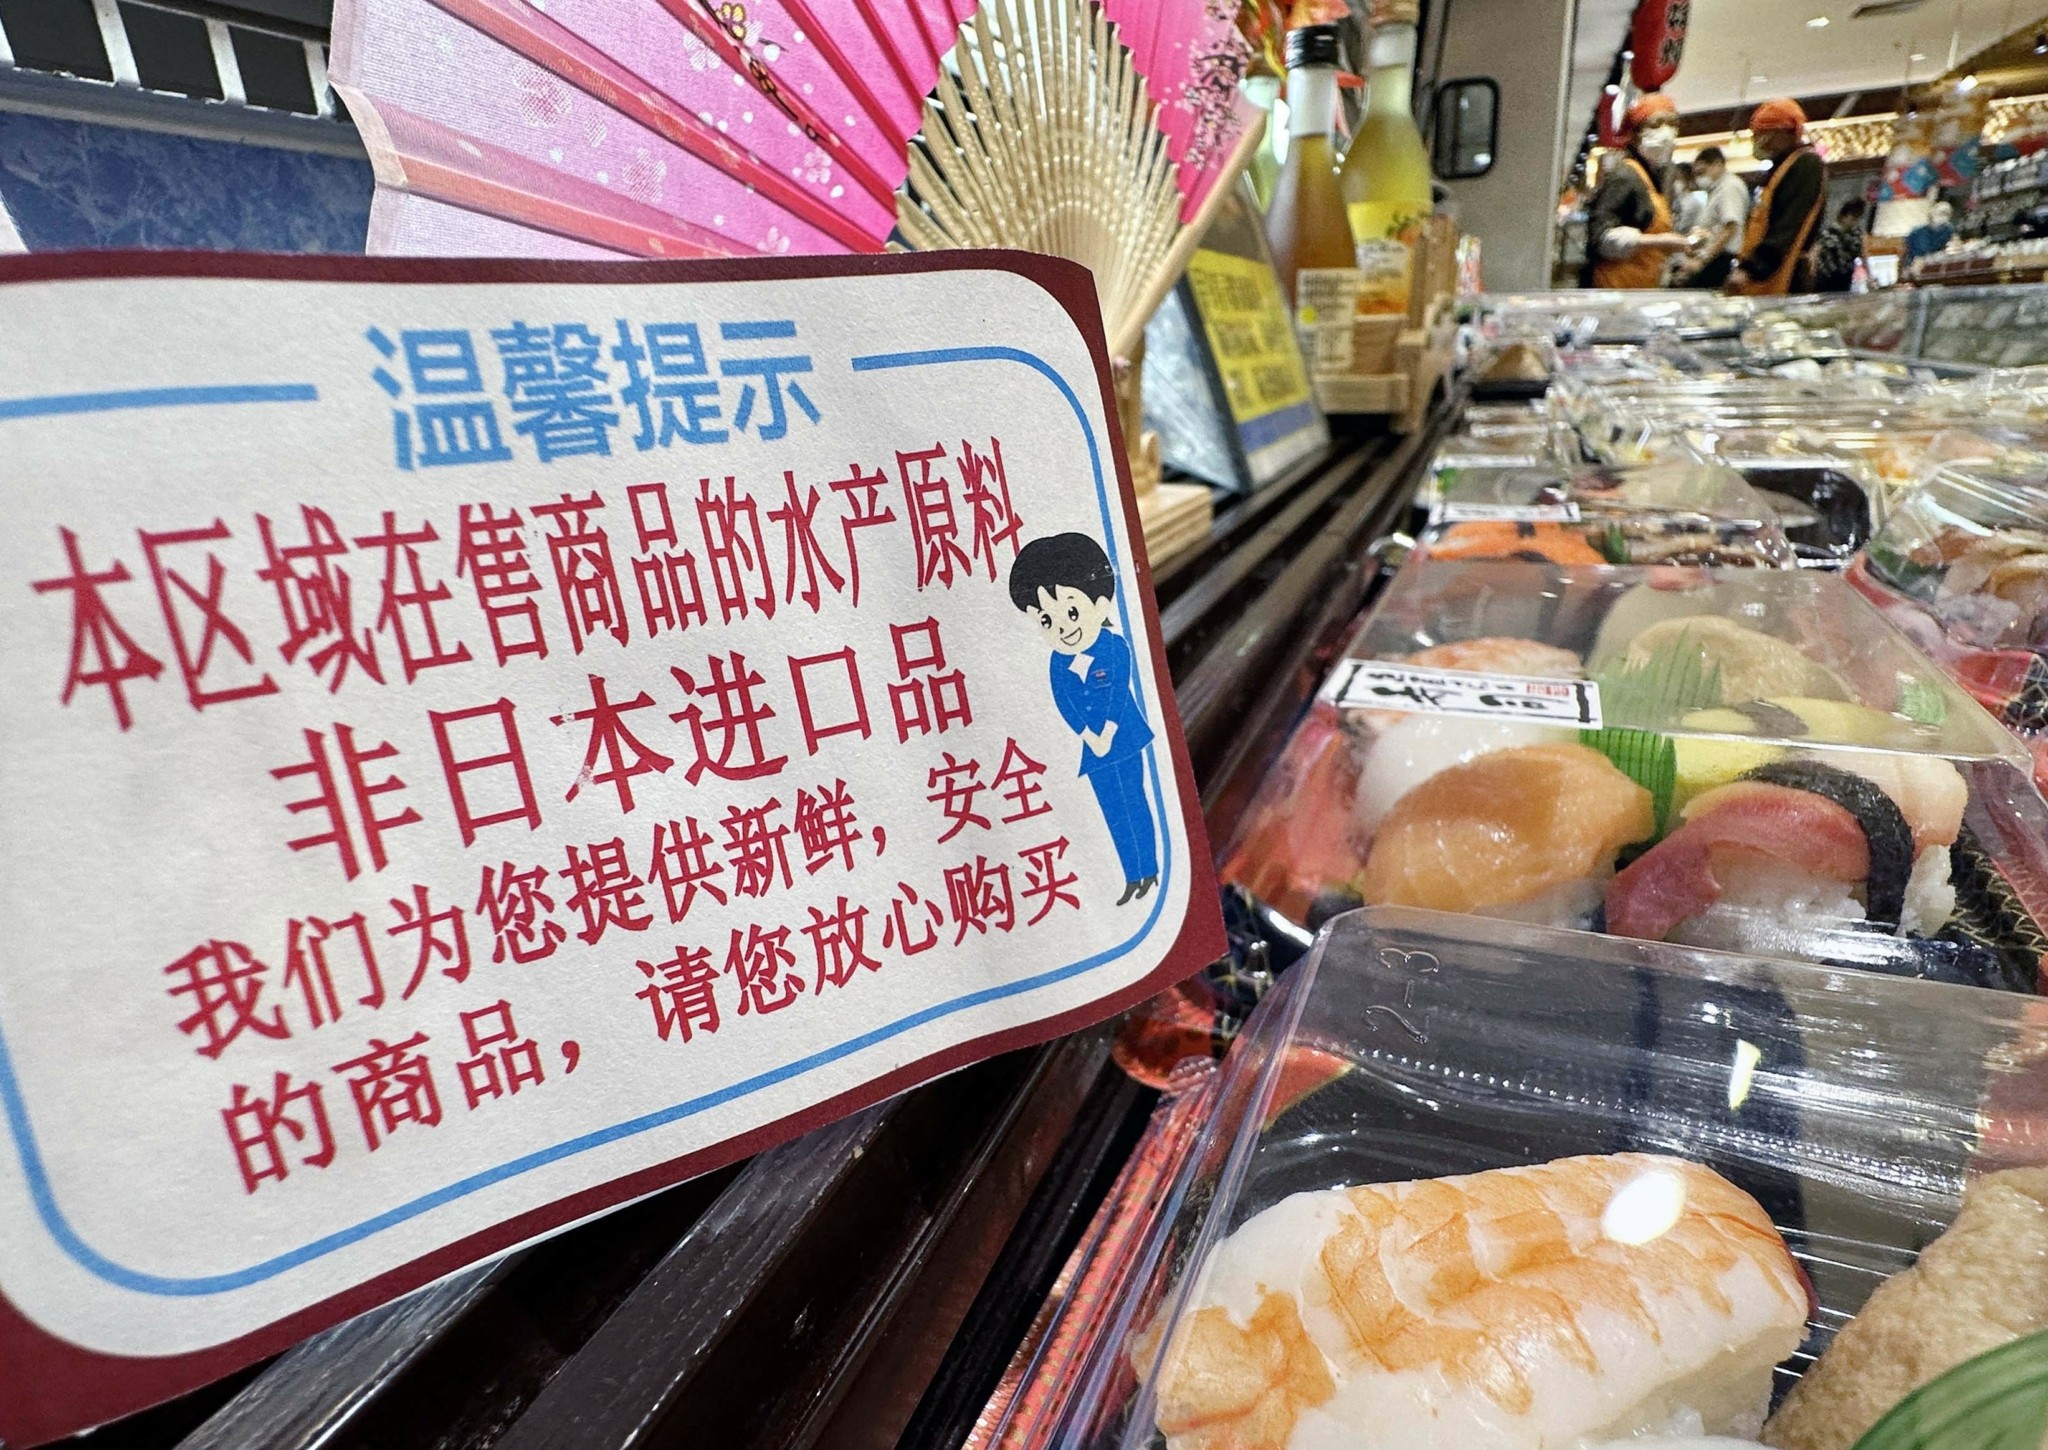 温馨提示
本区域在售商品的水产原料
非日本进口品
我们为您提供新鲜，安全
的商品，请您放心购买
2-3